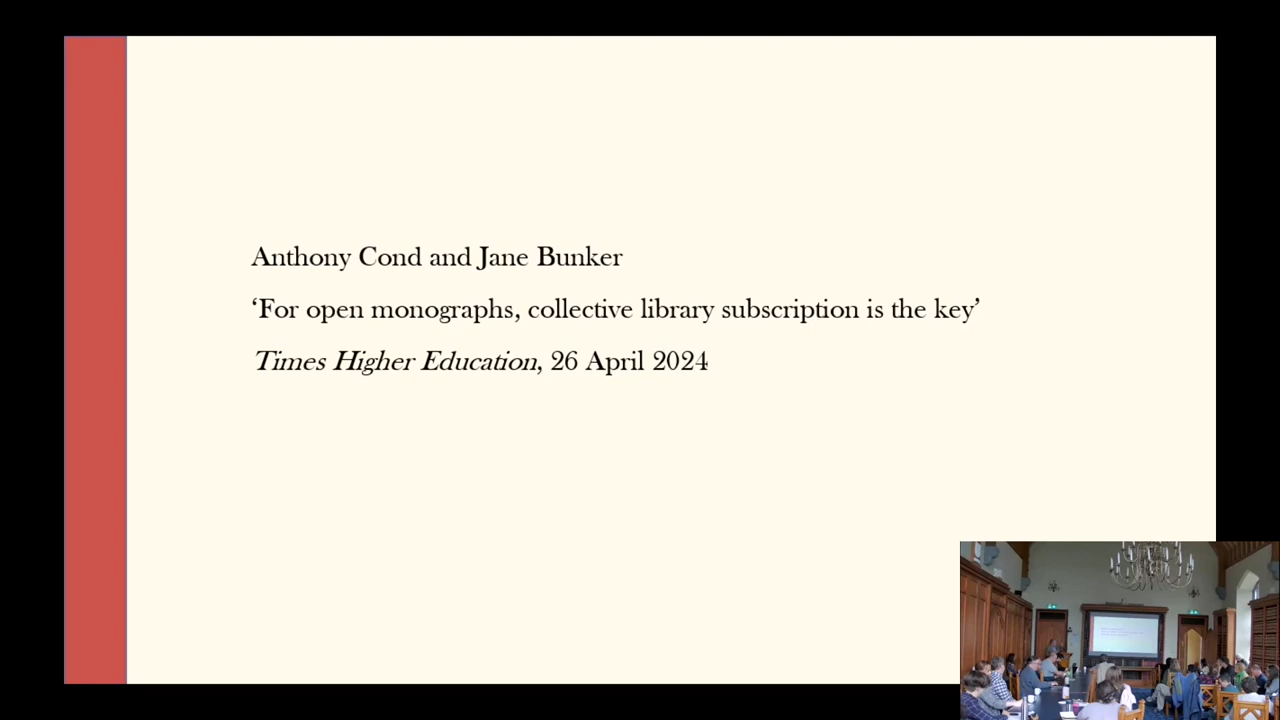 Anthony Cond and Jane Bunker
‘For open monographs, collective library subscription is the key’
Times Higher Education, 26 April 2024